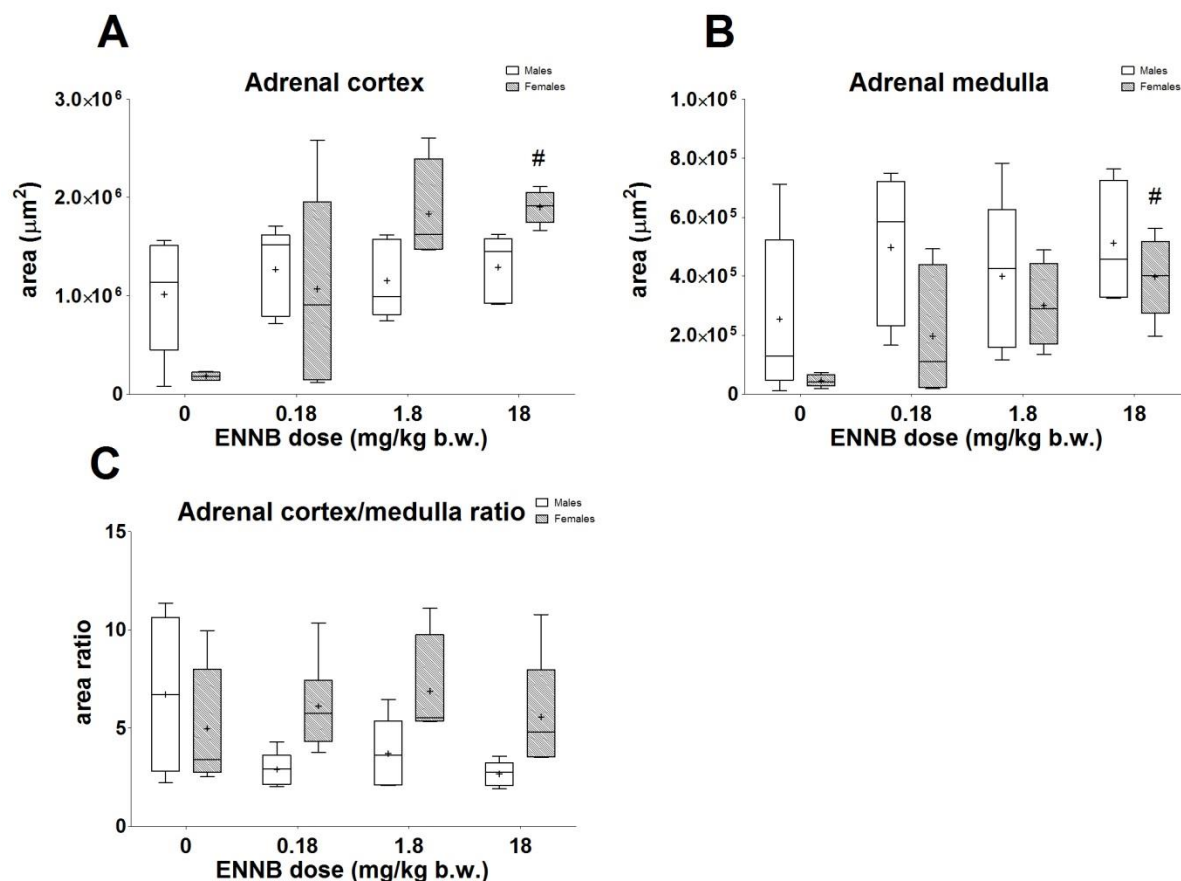 A
Adrenal cortex
Males
Females
3.0×10⁶
2.0×10⁶
1.0×10⁶
0
area (μm²)
#
0 0.18 1.8 18
ENNB dose (mg/kg b.w.)
B
Adrenal medulla
Males
Females
1.0×10⁶
8.0×10⁵
6.0×10⁵
4.0×10⁵
2.0×10⁵
0
area (μm²)
#
0 0.18 1.8 18
ENNB dose (mg/kg b.w.)
C
Adrenal cortex/medulla ratio
Males
Females
15
10
5
0
area ratio
0 0.18 1.8 18
ENNB dose (mg/kg b.w.)